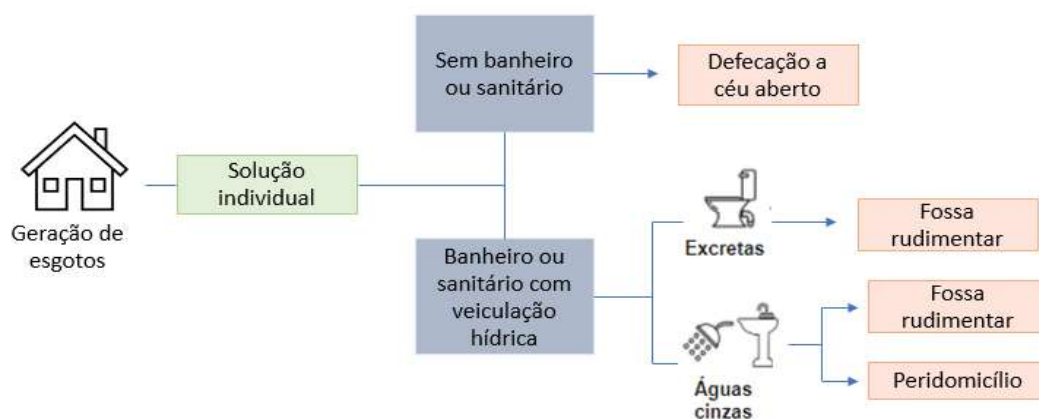 Sem banheiro
ou sanitário
Defecação a
céu aberto
Solução
individual
Geração de
esgotos
Banheiro ou
sanitário com
veiculação
hídrica
Excretas
Fossa
rudimentar
Águas
cinzas
Fossa
rudimentar
Peridomicílio